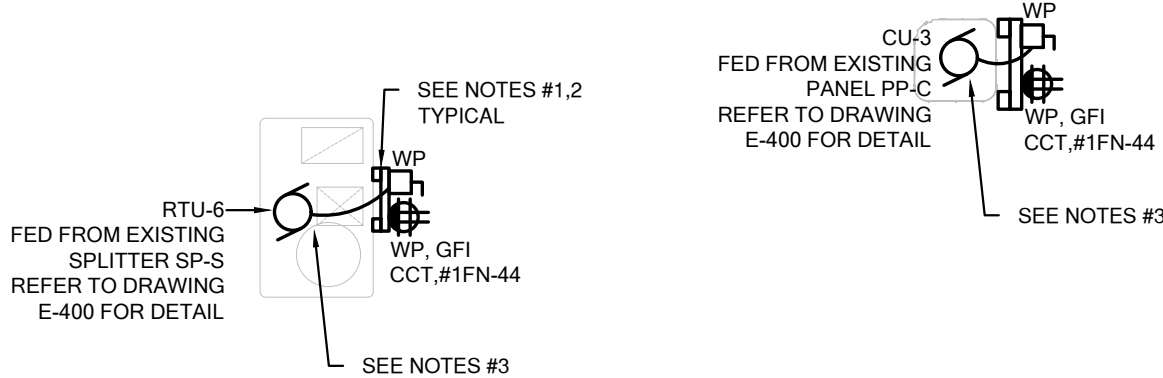 SEE NOTES #1,2
TYPICAL
WP
RTU-6
FED FROM EXISTING
SPLITTER SP-S
REFER TO DRAWING
E-400 FOR DETAIL
WP, GFI
CCT,#1FN-44
SEE NOTES #3
WP
CU-3
FED FROM EXISTING
PANEL PP-C
REFER TO DRAWING
E-400 FOR DETAIL
WP, GFI
CCT,#1FN-44
SEE NOTES #3